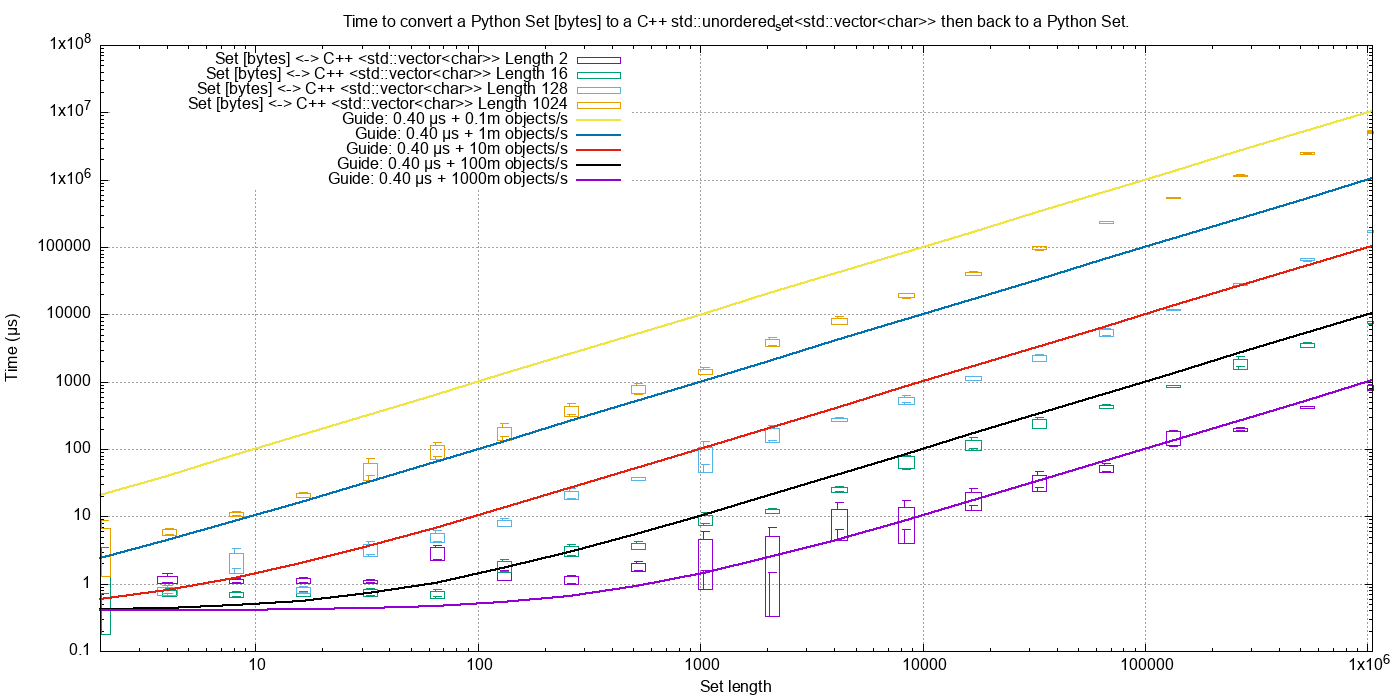 Time to convert a Python Set [bytes] to a C++ std::unordered_set<std::vector<char>> then back to a Python Set.
1x10^8
1x10^7
1x10^6
100000
10000
1000
100
10
1
0.1
Time (µs)
Set [bytes] <-> C++ <std::vector<char>> Length 2
Set [bytes] <-> C++ <std::vector<char>> Length 16
Set [bytes] <-> C++ <std::vector<char>> Length 128
Set [bytes] <-> C++ <std::vector<char>> Length 1024
Guide: 0.40 µs + 0.1m objects/s
Guide: 0.40 µs + 1m objects/s
Guide: 0.40 µs + 10m objects/s
Guide: 0.40 µs + 100m objects/s
Guide: 0.40 µs + 1000m objects/s
10 100 1000 10000 100000 1x10^6
Set length